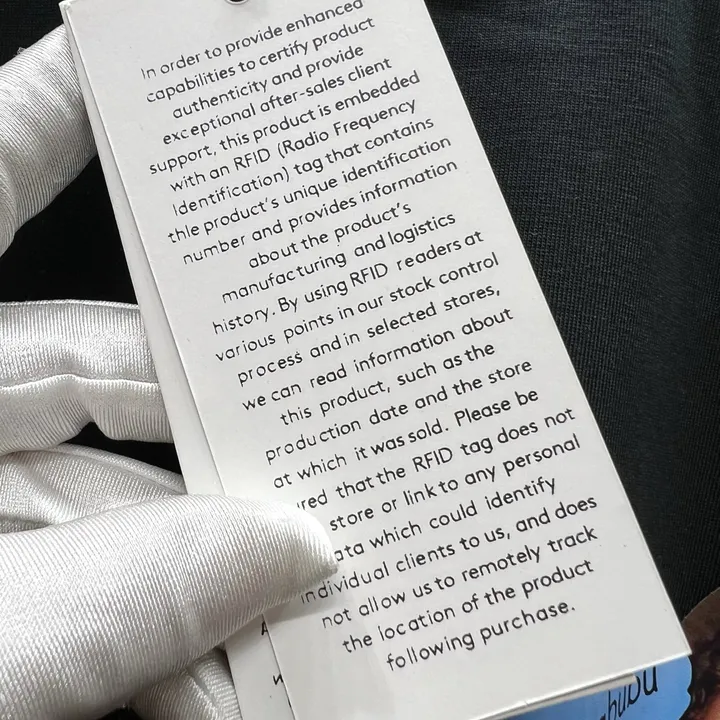 In order to provide enhanced
capabilities to certify product
authenticity and provide
exceptional after-sales client
support, this product is embedded
with an RFID (Radio Frequency
Identification) tag that contains
thle product's unique identification
number and provides information
about the product's
manufacturing and logistics
history. By using RFID readers at
various points in our stock control
process and in selected stores,
we can read information about
this product, such as the
production date and the store
at which it was sold. Please be
ured that the RFID tag does not
store or link to any personal
ata which could identify
individual clients to us, and does
not allow us to remotely track
the location of the product
following purchase.